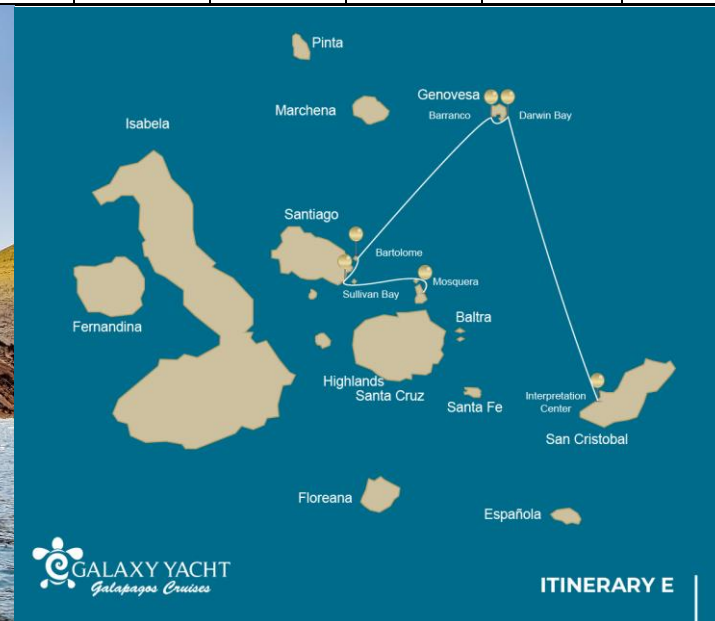 Pinta
Genovesa
Marchena
Barranco
Darwin Bay
Isabela
Santiago
Bartolome
Mosquera
Sullivan Bay
Fernandina
Baltra
Highlands
Santa Cruz
Santa Fe
Interpretation
Center
San Cristobal
Floreana
Española
GALAXY YACHT
Galapagos Cruises
ITINERARY E